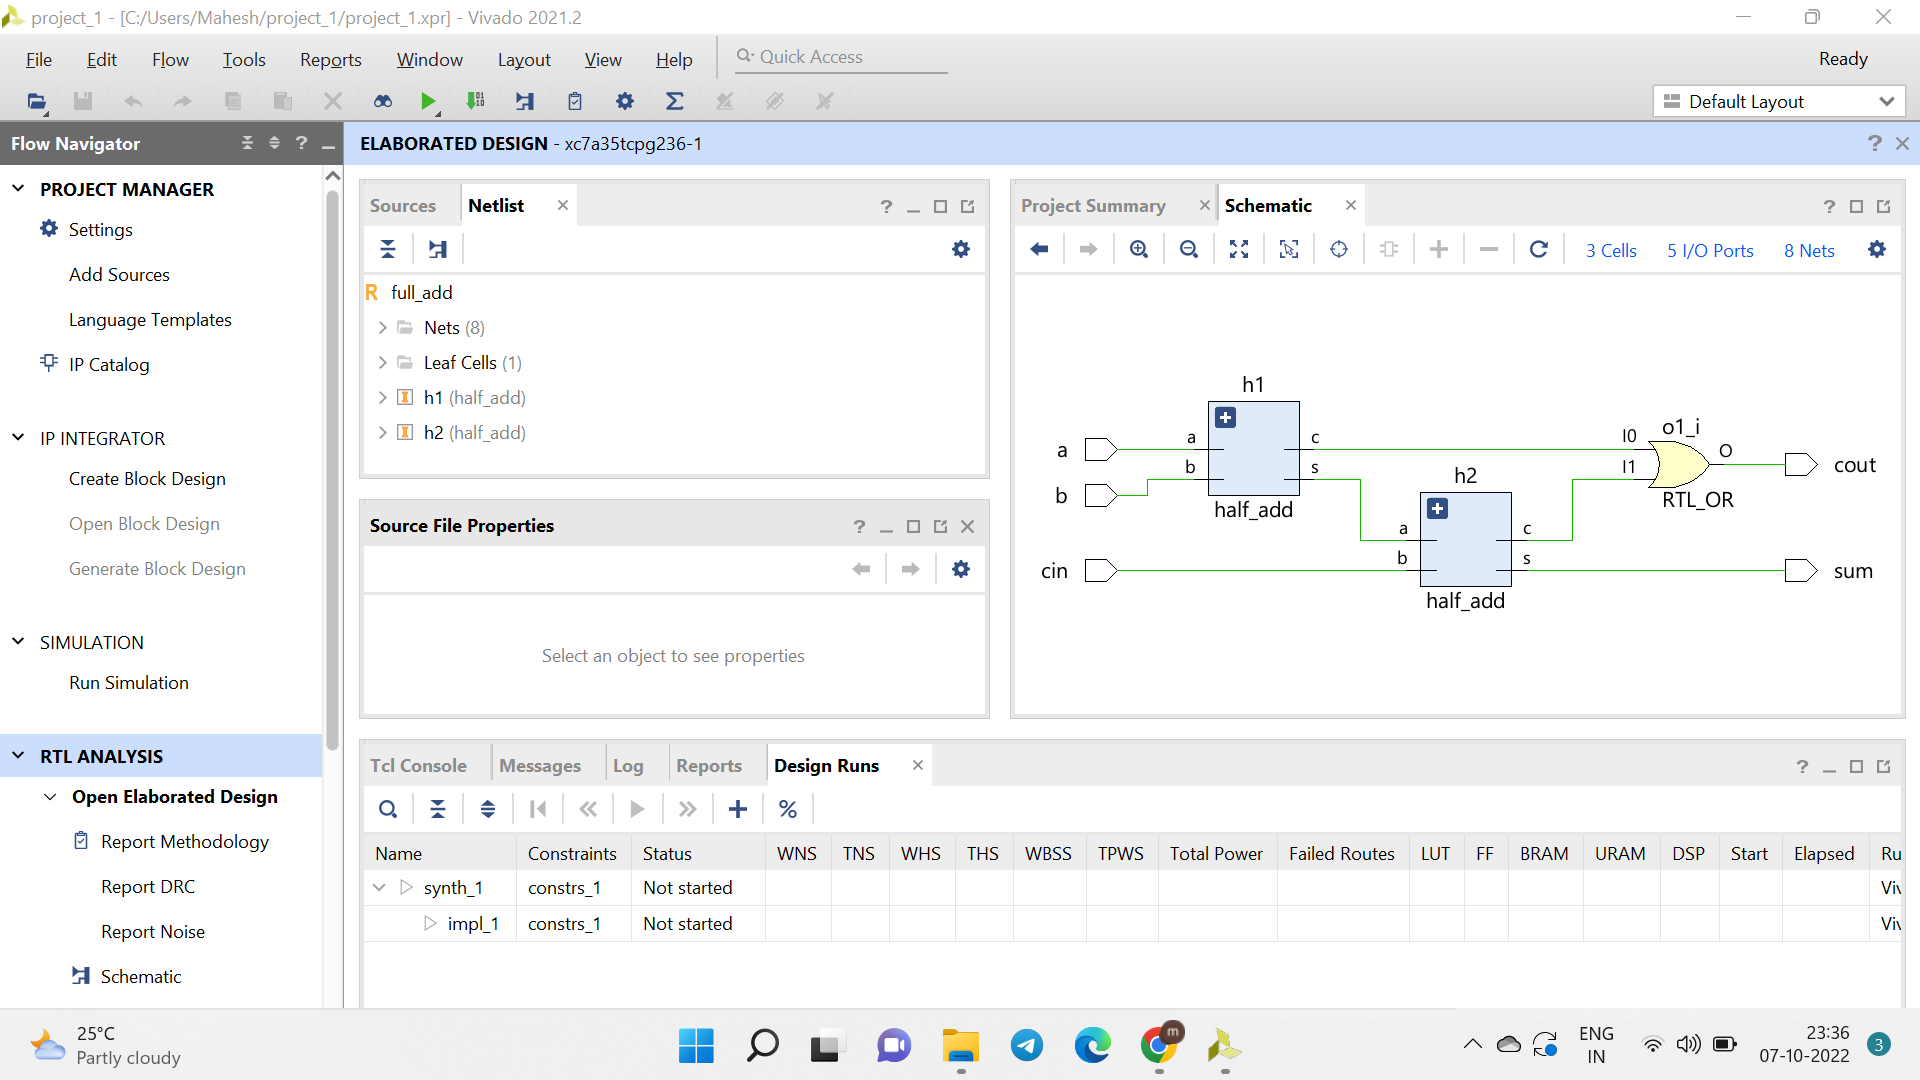 project_1 - [C:/Users/Mahesh/project_1/project_1.xpr] - Vivado 2021.2
File Edit Flow Tools Reports Window Layout View Help Quick Access Ready
Default Layout
Flow Navigator
ELABORATED DESIGN - xc7a35tcpg236-1
PROJECT MANAGER
Settings
Add Sources
Language Templates
IP Catalog
IP INTEGRATOR
Create Block Design
Open Block Design
Generate Block Design
SIMULATION
Run Simulation
RTL ANALYSIS
Open Elaborated Design
Report Methodology
Report DRC
Report Noise
Schematic
Sources Netlist
full_add
Nets (8)
Leaf Cells (1)
h1 (half_add)
h2 (half_add)
Source File Properties
Select an object to see properties
Project Summary Schematic
3 Cells 5 I/O Ports 8 Nets
h1
a a c I0 o1_i O cout
b b s I1
half_add
h2
RTL_OR
a c
cin b s sum
half_add
Tcl Console Messages Log Reports Design Runs
Name Constraints Status WNS TNS WHS THS WBSS TPWS Total Power Failed Routes LUT FF BRAM URAM DSP Start Elapsed Ru
synth_1 constrs_1 Not started Viv
impl_1 constrs_1 Not started Viv
25°C
Partly cloudy
m
ENG
IN
23:36
07-10-2022
3